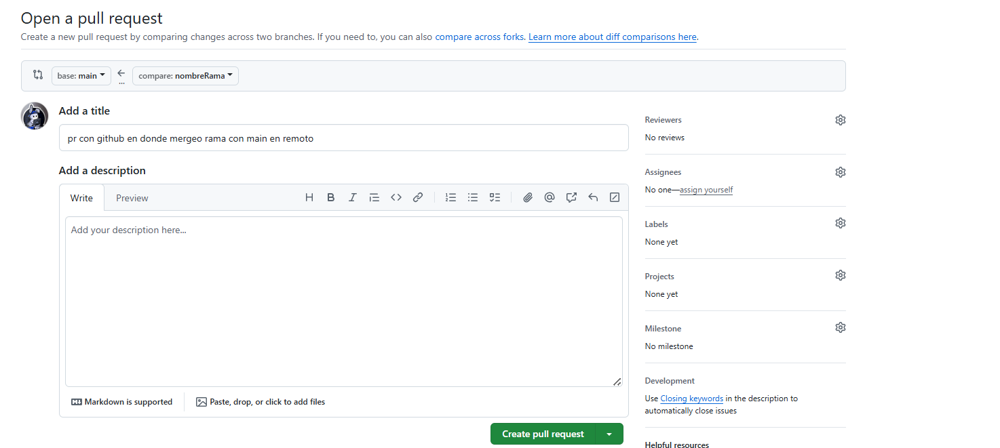 Open a pull request
Create a new pull request by comparing changes across two branches. If you need to, you can also compare across forks. Learn more about diff comparisons here.
base: main
...
compare: nombreRama
Add a title
pr con github en donde mergeo rama con main en remoto
Add a description
Write Preview
Add your description here...
Markdown is supported
Paste, drop, or click to add files
Create pull request
Reviewers
No reviews
Assignees
No one—assign yourself
Labels
None yet
Projects
None yet
Milestone
No milestone
Development
Use Closing keywords in the description to
automatically close issues
Helpful resources